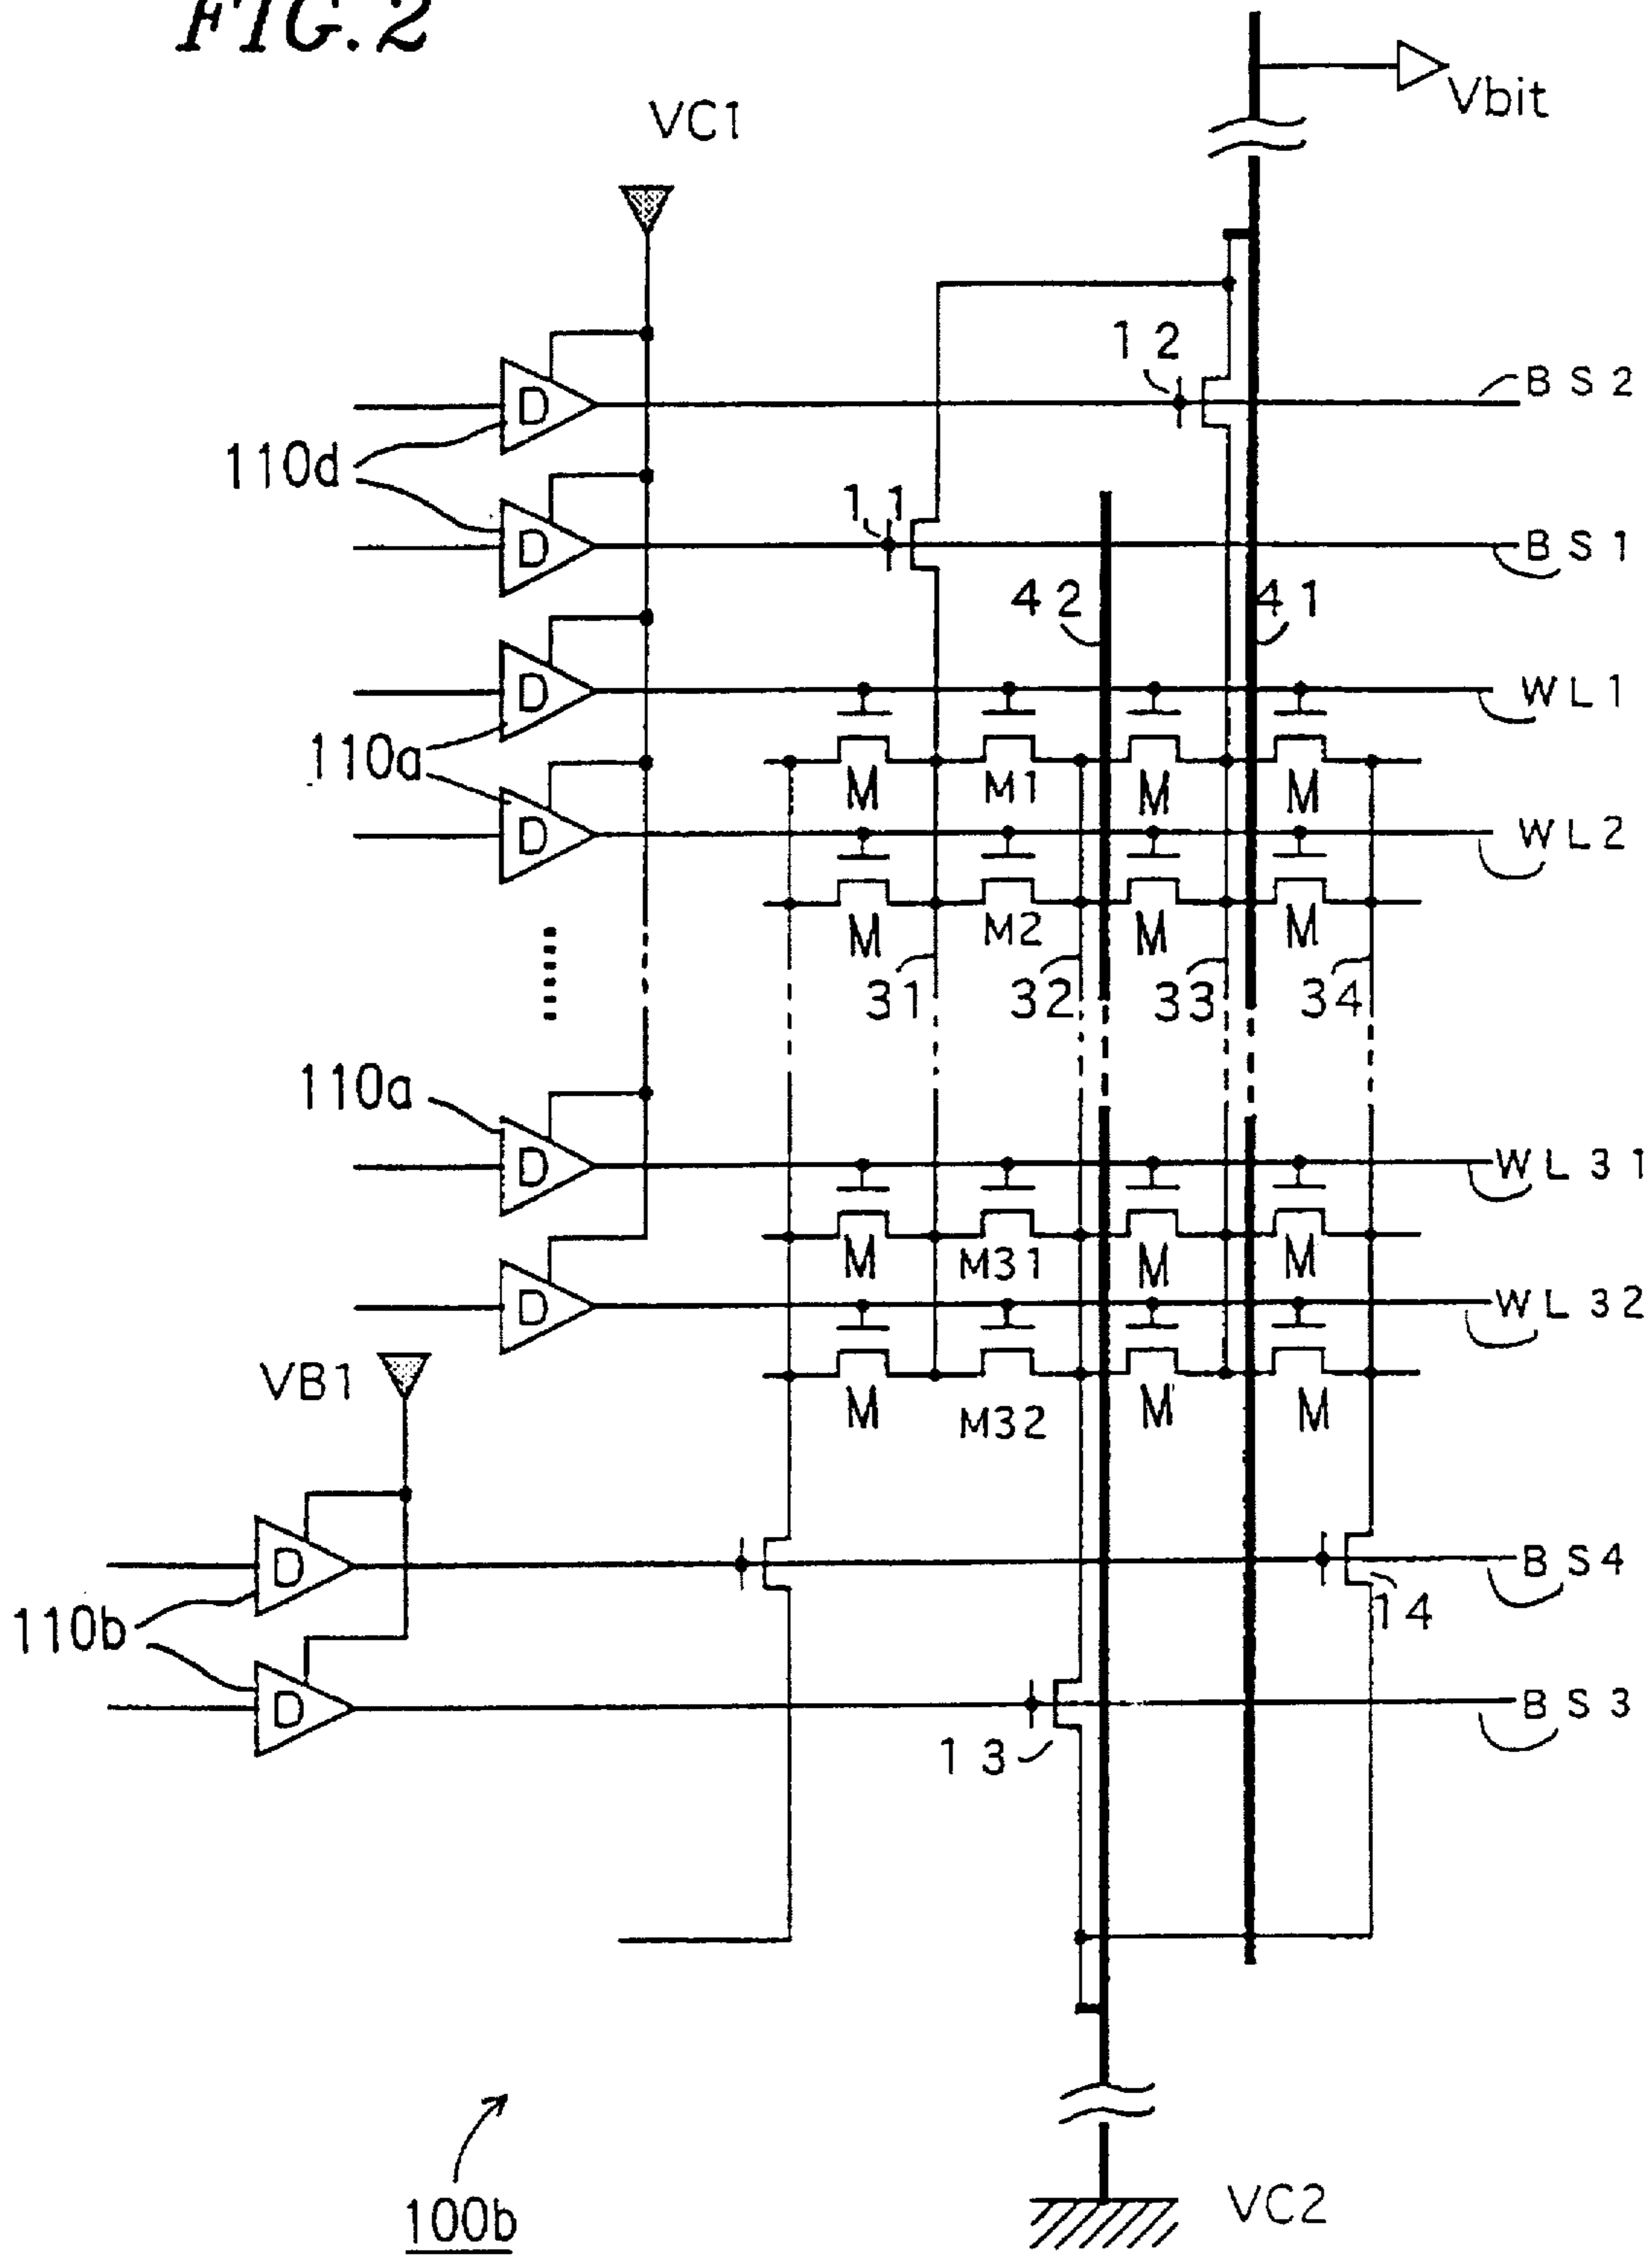 FIG. 2
Vbit
VC1
12
BS2
D
110d
11
BS1
D
42
41
D
WL1
110a
M M1 M M
D
WL2
M M2 M M
31 32 33 34
110a
D
WL31
M M31 M M
D
WL32
VB1
M M32 M M
D
BS4
14
110b
D
BS3
13
100b
VC2